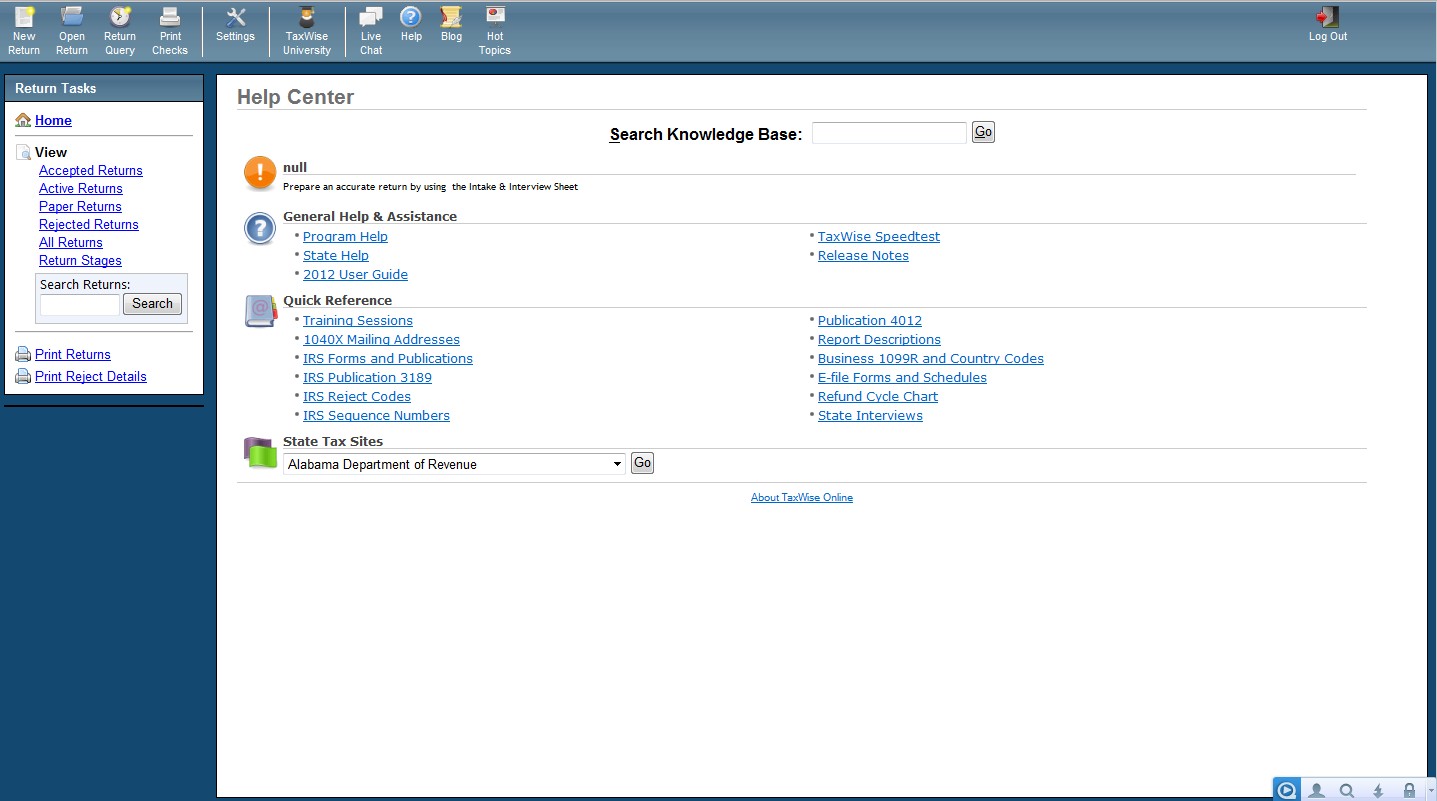 New Return
Open Return
Return Query
Print Checks
Settings
TaxWise University
Live Chat
Help
Blog
Hot Topics
Log Out
Return Tasks
Home
View
Accepted Returns
Active Returns
Paper Returns
Rejected Returns
All Returns
Return Stages
Search Returns:
Search
Print Returns
Print Reject Details
Help Center
Search Knowledge Base: Go
null
Prepare an accurate return by using the Intake & Interview Sheet
General Help & Assistance
• Program Help
• State Help
• 2012 User Guide
• TaxWise Speedtest
• Release Notes
Quick Reference
• Training Sessions
• 1040X Mailing Addresses
• IRS Forms and Publications
• IRS Publication 3189
• IRS Reject Codes
• IRS Sequence Numbers
• Publication 4012
• Report Descriptions
• Business 1099R and Country Codes
• E-file Forms and Schedules
• Refund Cycle Chart
• State Interviews
State Tax Sites
Alabama Department of Revenue Go
About TaxWise Online